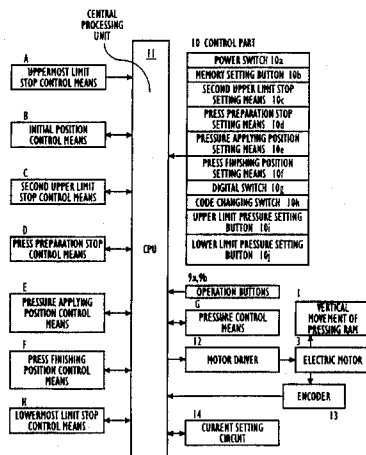 CENTRAL
PROCESSING
UNIT
11
CPU
A
UPPERMOST LIMIT
STOP CONTROL MEANS
B
INITIAL POSITION
CONTROL MEANS
C
SECOND UPPER LIMIT
STOP CONTROL MEANS
D
PRESS PREPARATION STOP
CONTROL MEANS
E
PRESSURE APPLYING
POSITION CONTROL
MEANS
F
PRESS FINISHING
POSITION CONTROL
MEANS
H
LOWERMOST LIMIT STOP
CONTROL MEANS
10 CONTROL PART
POWER SWITCH 10a
MEMORY SETTING BUTTON 10b
SECOND UPPER LIMIT STOP
SETTING MEANS 10c
PRESS PREPARATION STOP
SETTING MEANS 10d
PRESSURE APPLYING POSITION
SETTING MEANS 10e
PRESS FINISHING POSITION
SETTING MEANS 10f
DIGITAL SWITCH 10g
CODE CHANGING SWITCH 10h
UPPER LIMIT PRESSURE SETTING
BUTTON 10i
LOWER LIMIT PRESSURE SETTING
BUTTON 10j
9a,9b
OPERATION BUTTONS
G
PRESSURE CONTROL
MEANS
1
VERTICAL
MOVEMENT OF
PRESSING RAM
12
MOTOR DRIVER
3
ELECTRIC MOTOR
ENCODER
13
14
CURRENT SETTING
CIRCUIT